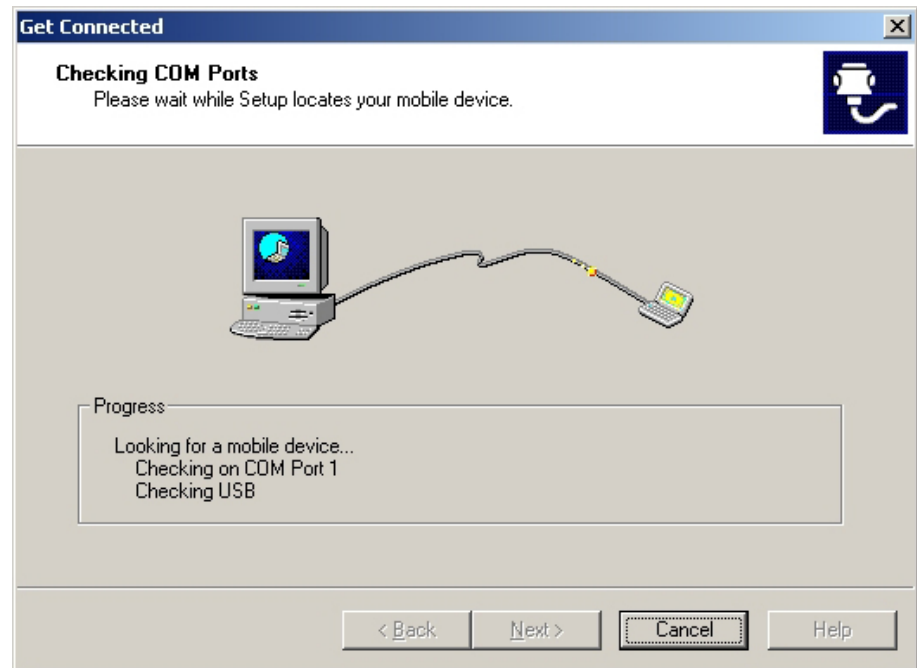 Get Connected
Checking COM Ports
Please wait while Setup locates your mobile device.
Progress
Looking for a mobile device...
Checking on COM Port 1
Checking USB
< Back
Next >
Cancel
Help